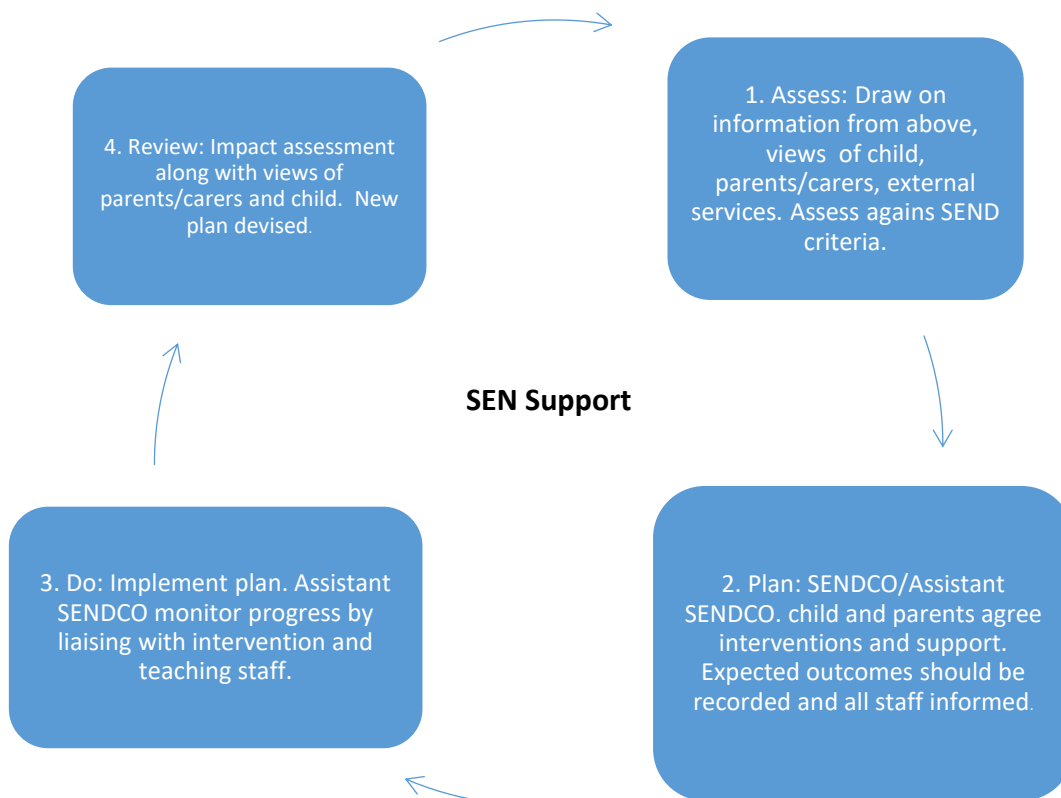 1. Assess: Draw on
information from above,
views  of child,
parents/carers, external
services. Assess agains SEND
criteria.
2. Plan: SENDCO/Assistant
SENDCO. child and parents agree
interventions and support.
Expected outcomes should be
recorded and all staff informed.
3. Do: Implement plan. Assistant
SENDCO monitor progress by
liaising with intervention and
teaching staff.
4. Review: Impact assessment
along with views of
parents/carers and child.  New
plan devised.
SEN Support